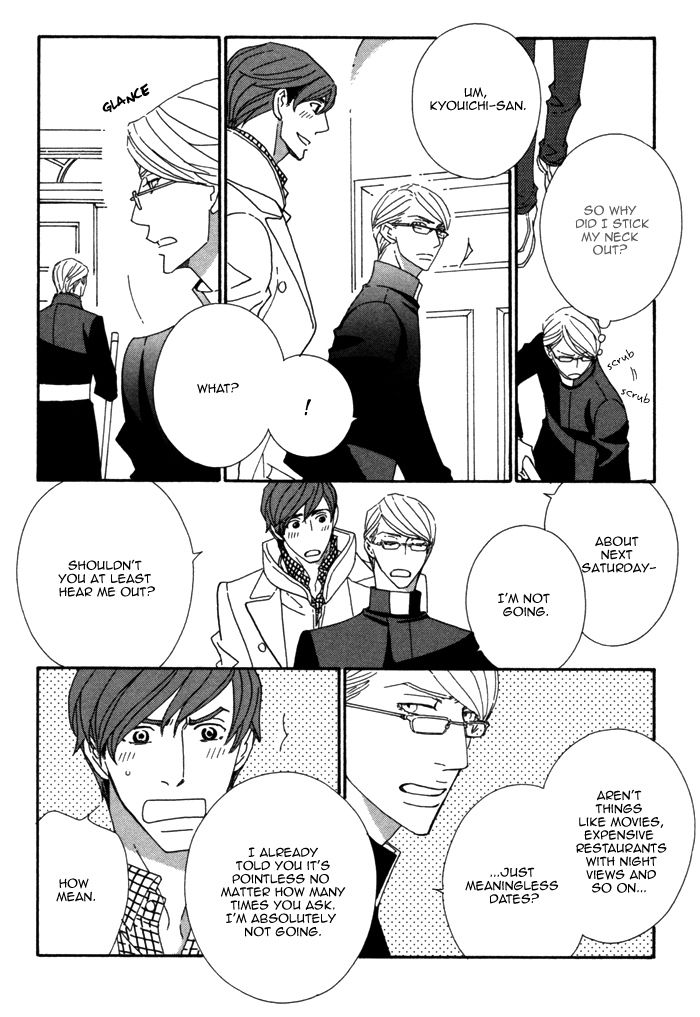 SO WHY
DID I STICK
MY NECK
OUT?
scrub
scrub
UM,
KYOUICHI-SAN.
!
GLANCE
WHAT?
ABOUT
NEXT
SATURDAY~
I'M NOT
GOING.
SHOULDN'T
YOU AT LEAST
HEAR ME OUT?
AREN'T
THINGS
LIKE MOVIES,
EXPENSIVE
RESTAURANTS
WITH NIGHT
VIEWS AND
SO ON...
...JUST
MEANINGLESS
DATES?
I ALREADY
TOLD YOU IT'S
POINTLESS NO
MATTER HOW MANY
TIMES YOU ASK.
I'M ABSOLUTELY
NOT GOING.
HOW
MEAN.